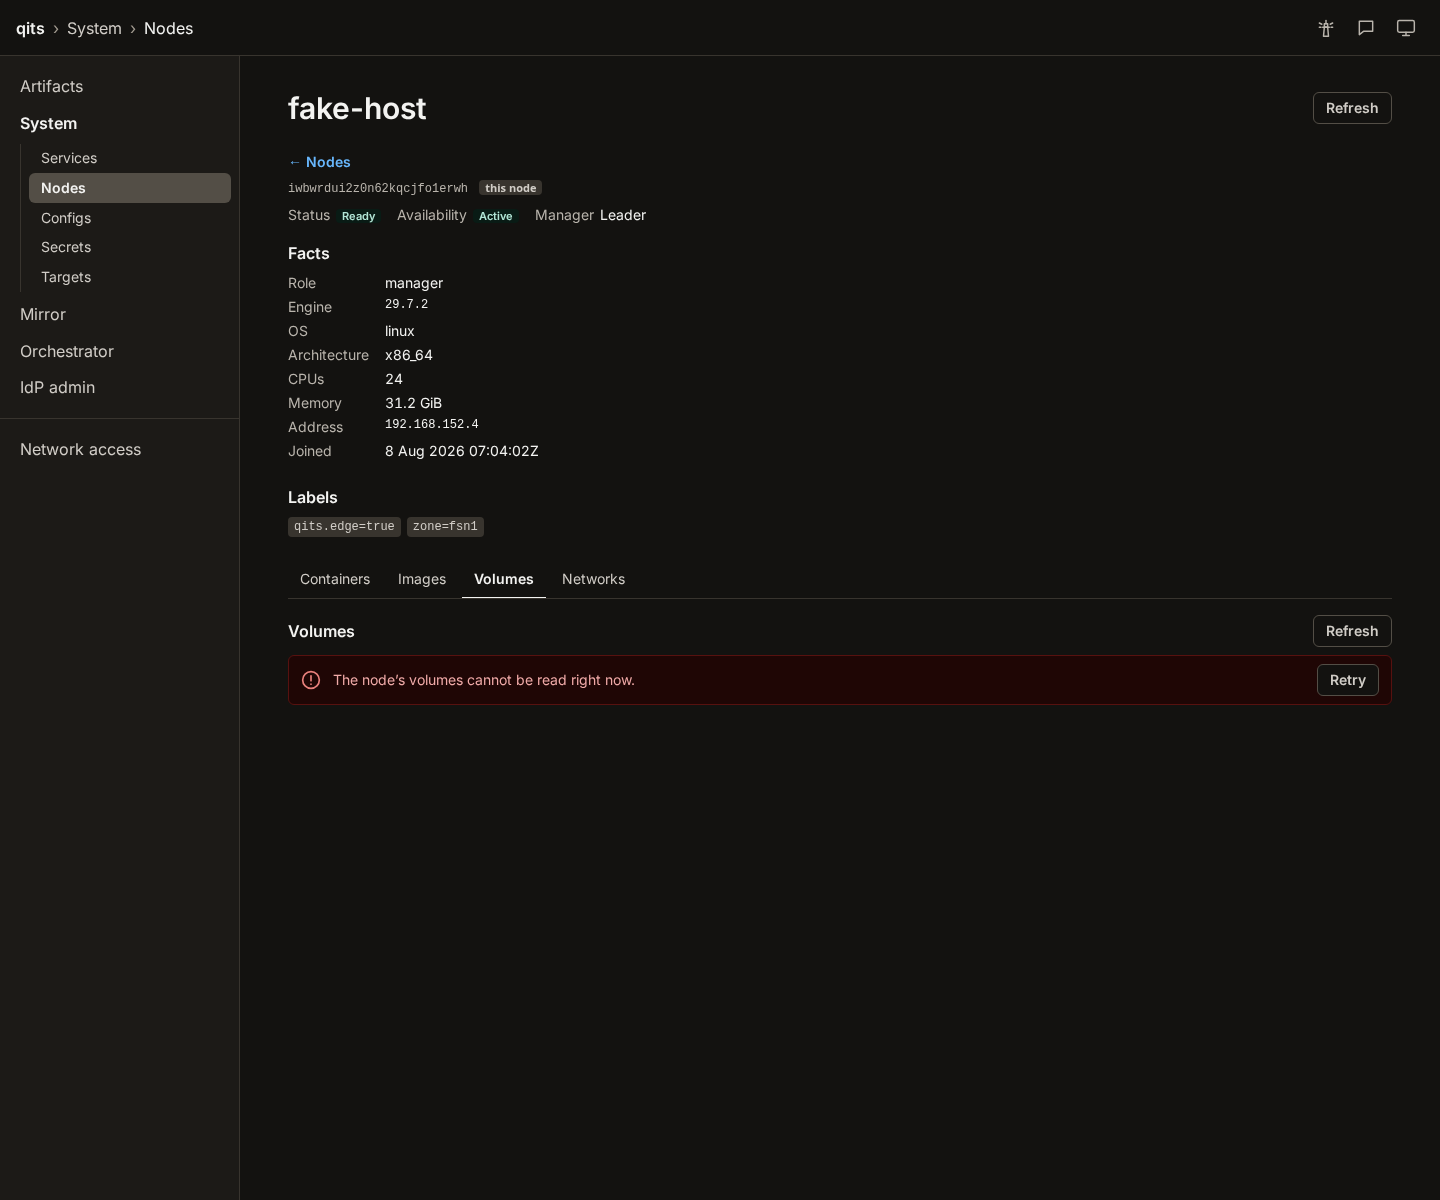 qits › System › Nodes
Artifacts
System
Services
Nodes
Configs
Secrets
Targets
Mirror
Orchestrator
IdP admin
Network access
fake-host
Refresh
← Nodes
iwbwrdui2z0n62kqcjfo1erwh this node
Status Ready Availability Active Manager Leader
Facts
Role manager
Engine 29.7.2
OS linux
Architecture x86_64
CPUs 24
Memory 31.2 GiB
Address 192.168.152.4
Joined 8 Aug 2026 07:04:02Z
Labels
qits.edge=true zone=fsn1
Containers Images Volumes Networks
Volumes
Refresh
The node’s volumes cannot be read right now.
Retry